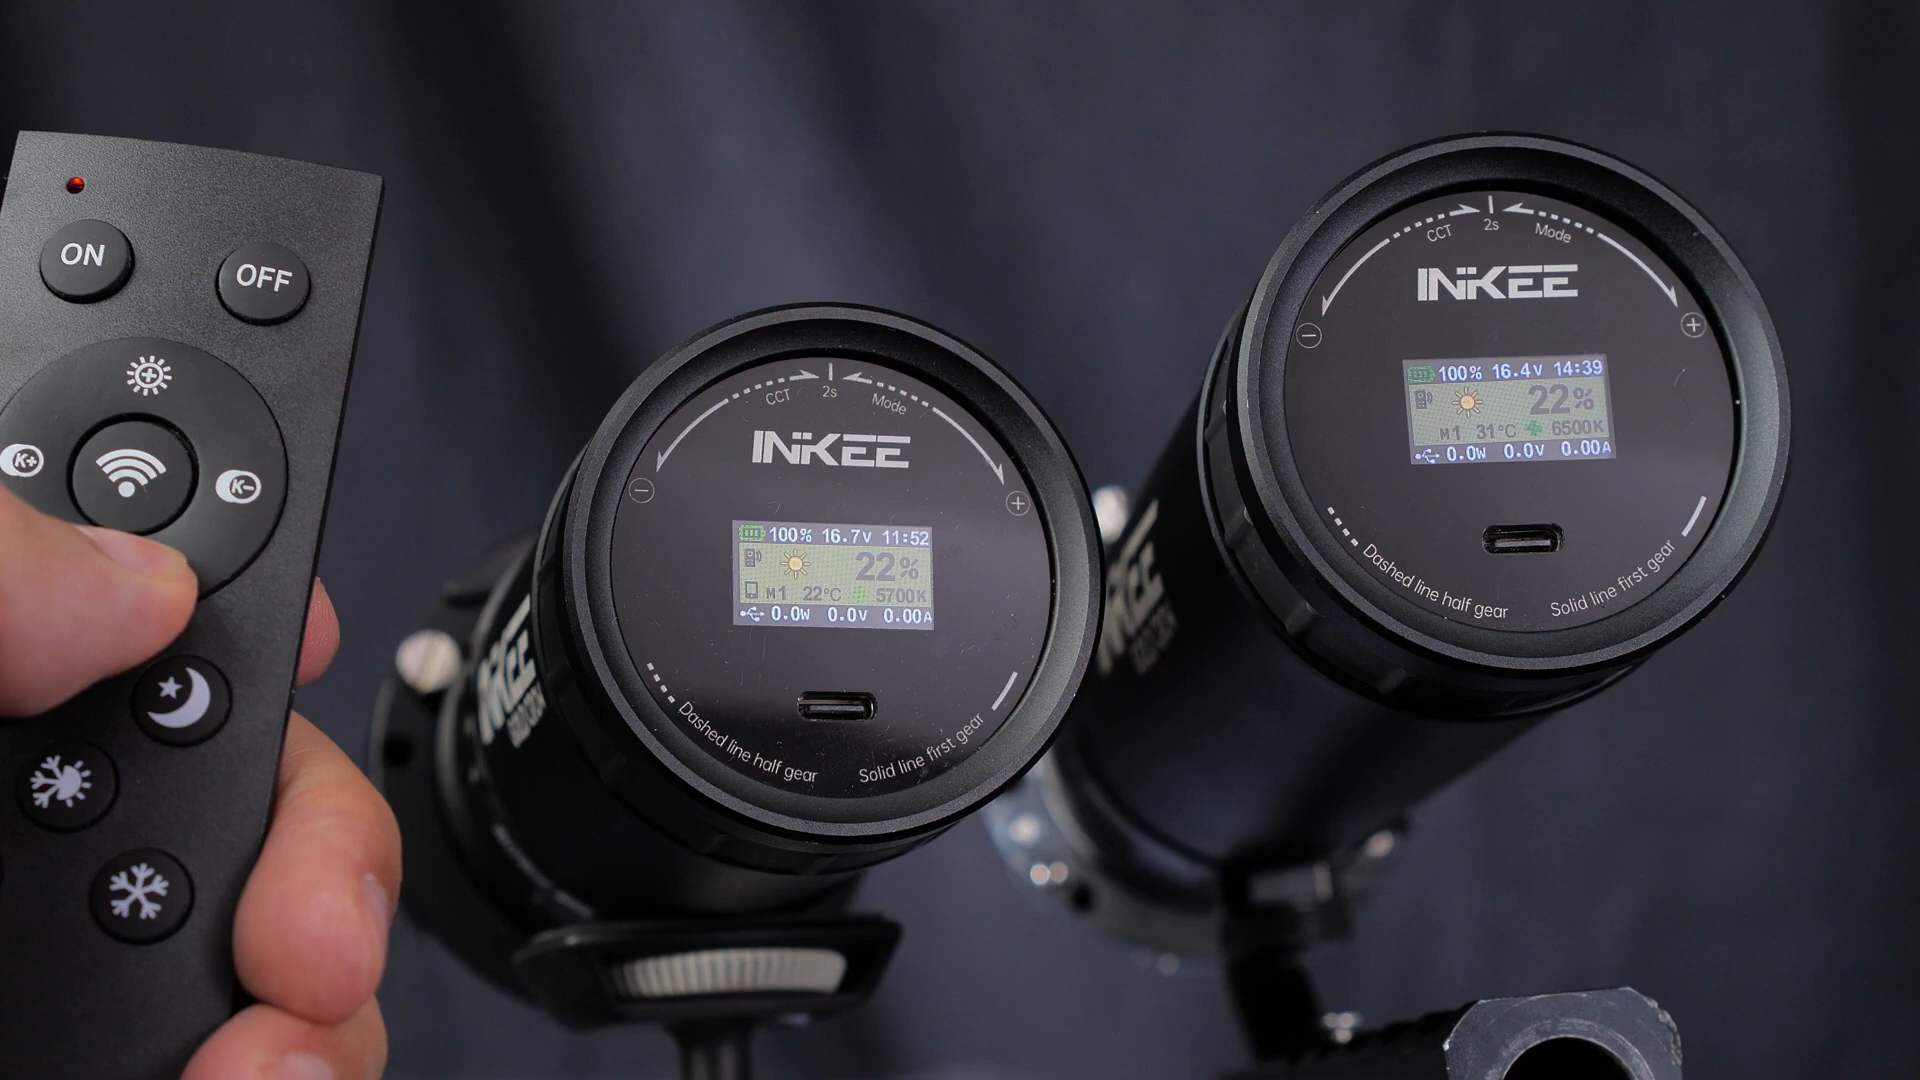 ON
OFF
K+
K-
CCT 2s Mode
INKEE
100% 16.7V 11:52
22%
M1 22°C 5700K
0.0W 0.0V 0.00A
Dashed line half gear
Solid line first gear
CCT 2s Mode
INKEE
100% 16.4V 14:39
22%
M1 31°C 6500K
0.0W 0.0V 0.00A
Dashed line half gear
Solid line first gear